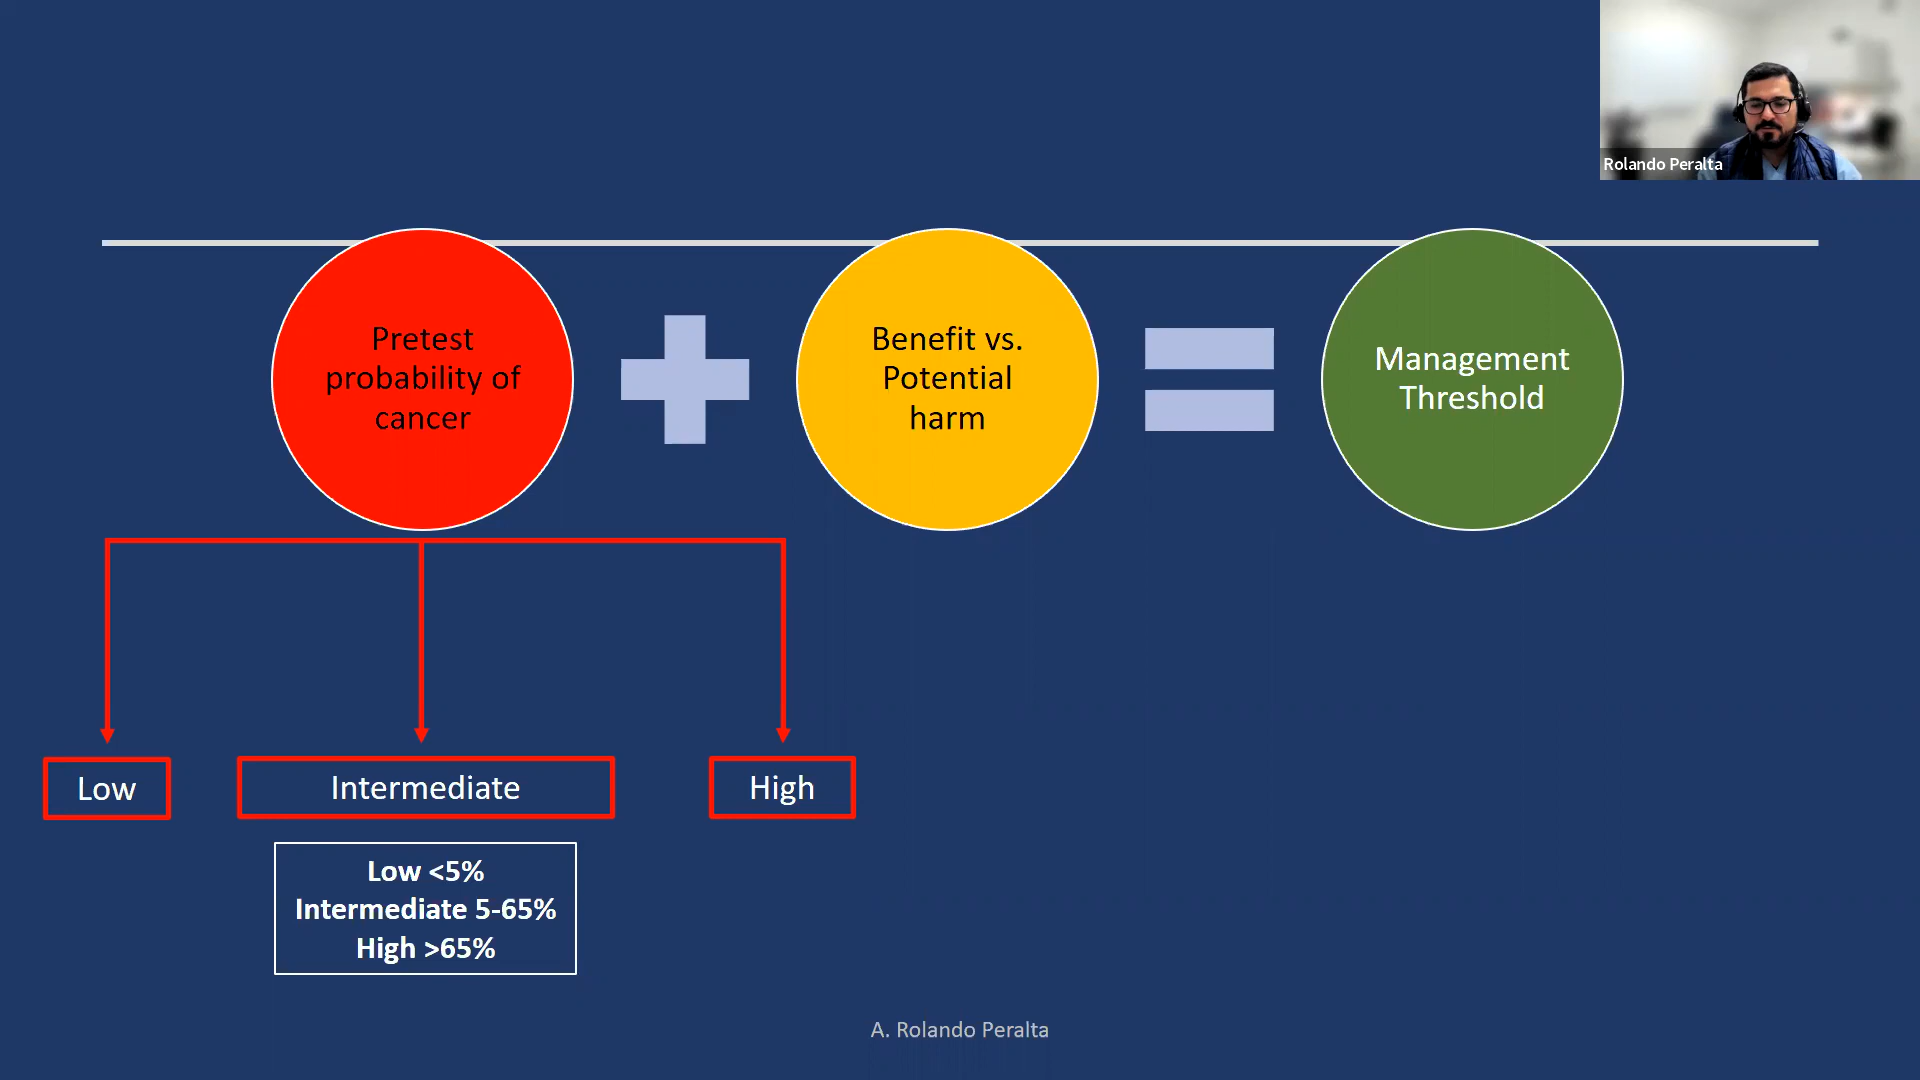 Rolando Peralta
Pretest
probability of
cancer
Benefit vs.
Potential
harm
Management
Threshold
Low
Intermediate
High
Low <5%
Intermediate 5-65%
High >65%
A. Rolando Peralta